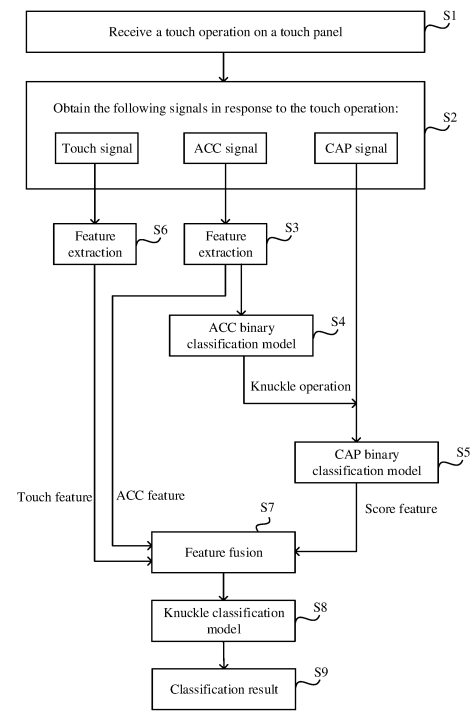 S1
Receive a touch operation on a touch panel
S2
Obtain the following signals in response to the touch operation:
Touch signal
ACC signal
CAP signal
S6
Feature
extraction
S3
Feature
extraction
S4
ACC binary
classification model
Knuckle operation
S5
CAP binary
classification model
Touch feature
ACC feature
Score feature
S7
Feature fusion
S8
Knuckle classification
model
S9
Classification result